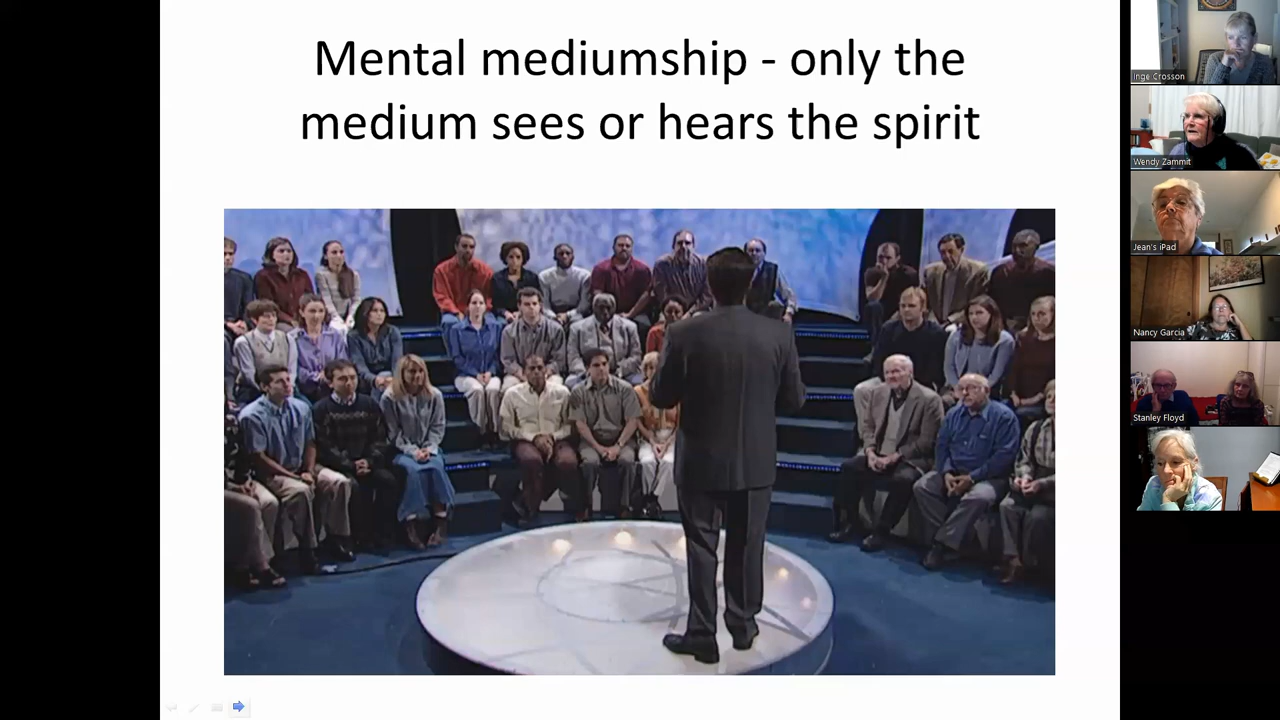 Mental mediumship - only the
medium sees or hears the spirit
Inge Crosson
Wendy Zammit
Jean's iPad
Nancy Garcia
Stanley Floyd